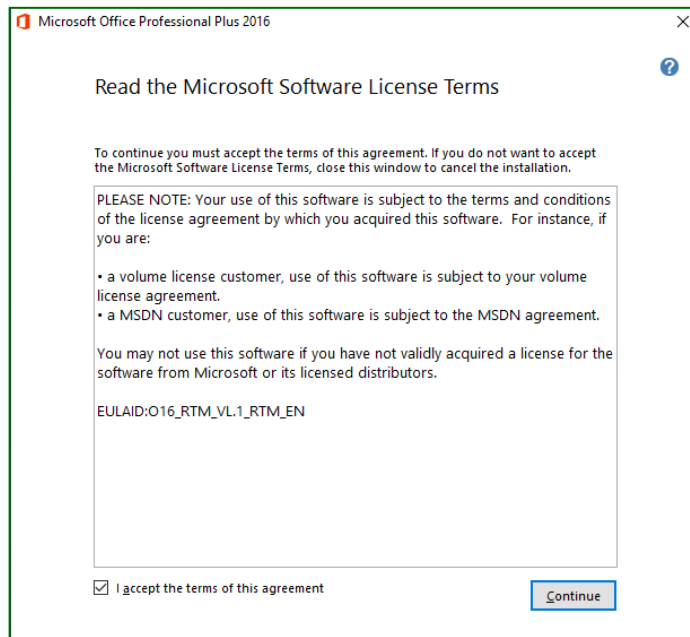 Microsoft Office Professional Plus 2016
Read the Microsoft Software License Terms
To continue you must accept the terms of this agreement. If you do not want to accept
the Microsoft Software License Terms, close this window to cancel the installation.
PLEASE NOTE: Your use of this software is subject to the terms and conditions
of the license agreement by which you acquired this software.  For instance, if
you are:
• a volume license customer, use of this software is subject to your volume
license agreement.
• a MSDN customer, use of this software is subject to the MSDN agreement.
You may not use this software if you have not validly acquired a license for the
software from Microsoft or its licensed distributors.
EULAID:O16_RTM_VL.1_RTM_EN
I accept the terms of this agreement
Continue